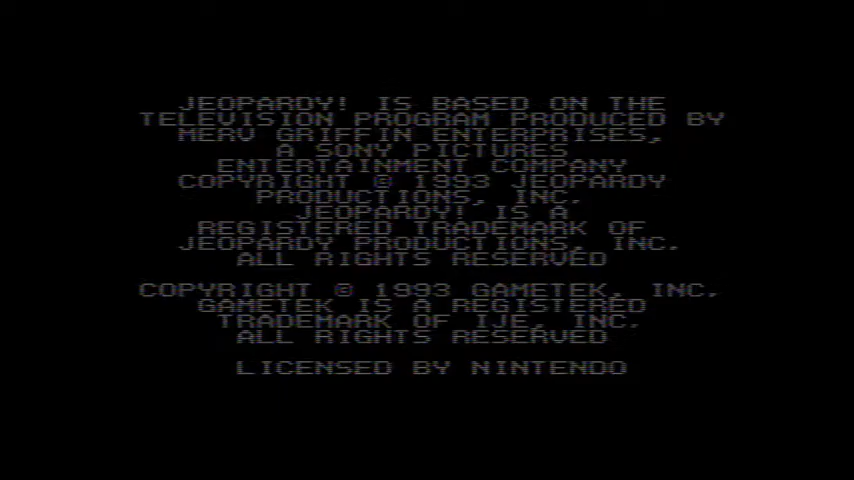 JEOPARDY! IS BASED ON THE
TELEVISION PROGRAM PRODUCED BY
MERV GRIFFIN ENTERPRISES,
A SONY PICTURES
ENTERTAINMENT COMPANY
COPYRIGHT © 1993 JEOPARDY
PRODUCTIONS, INC.
JEOPARDY! IS A
REGISTERED TRADEMARK OF
JEOPARDY PRODUCTIONS, INC.
ALL RIGHTS RESERVED
COPYRIGHT © 1993 GAMETEK, INC.
GAMETEK IS A REGISTERED
TRADEMARK OF IJE, INC.
ALL RIGHTS RESERVED
LICENSED BY NINTENDO